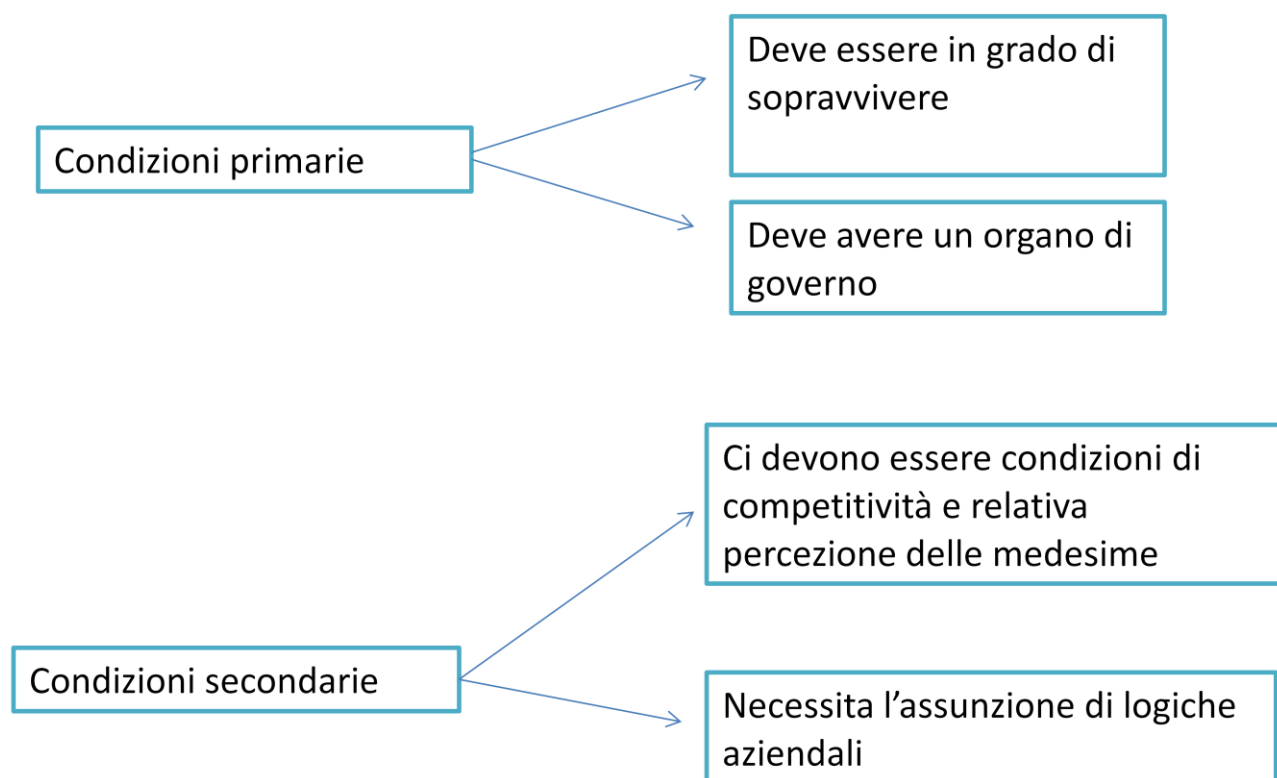 Deve essere in grado di
sopravvivere
Condizioni primarie
Deve avere un organo di
governo
Ci devono essere condizioni di
competitività e relativa
percezione delle medesime
Condizioni secondarie
Necessita l’assunzione di logiche
aziendali